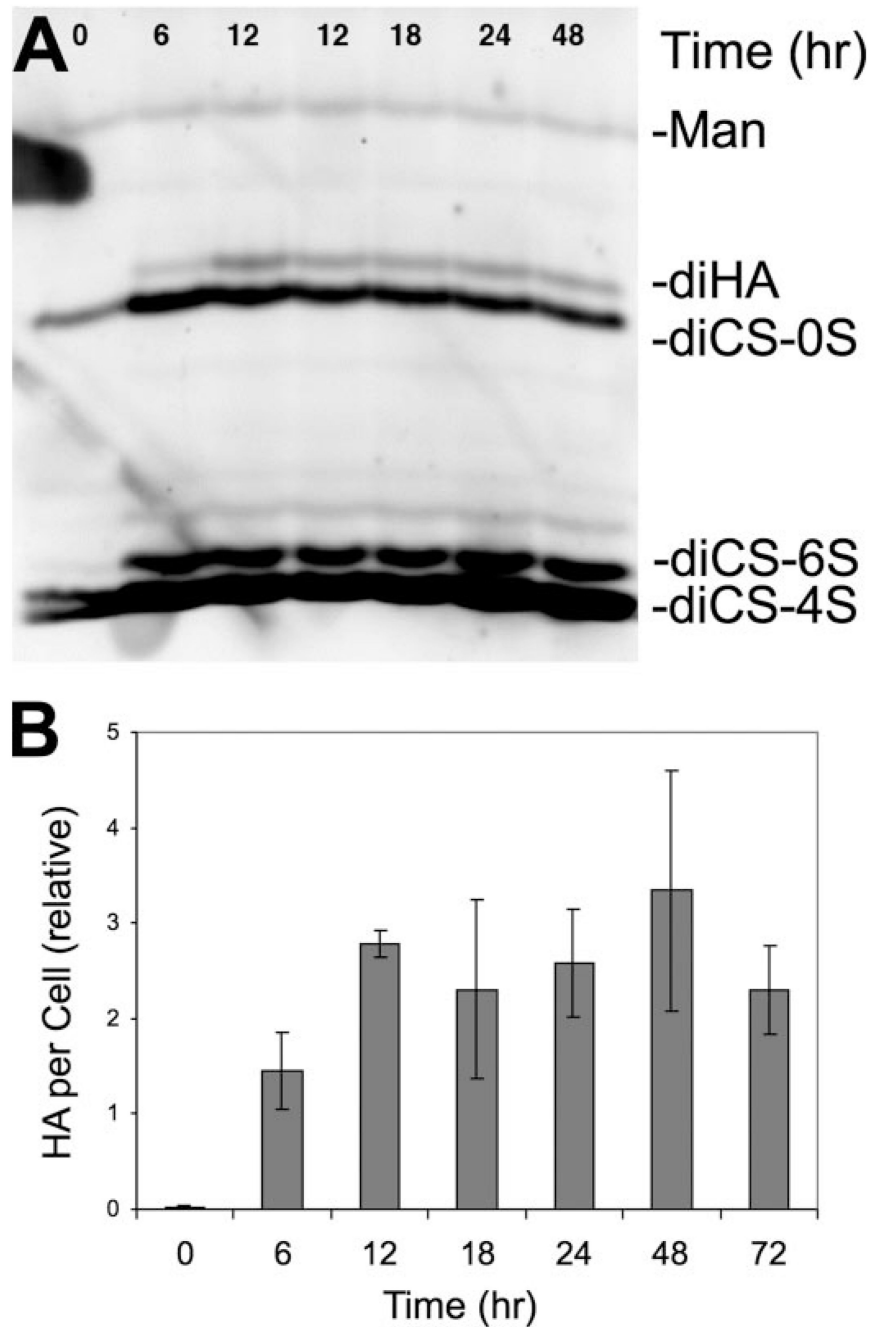 A 0 6 12 12 18 24 48 Time (hr)
-Man
-diHA
-diCS-0S
-diCS-6S
-diCS-4S
B
5
4
3
2
1
0
HA per Cell (relative)
0 6 12 18 24 48 72
Time (hr)